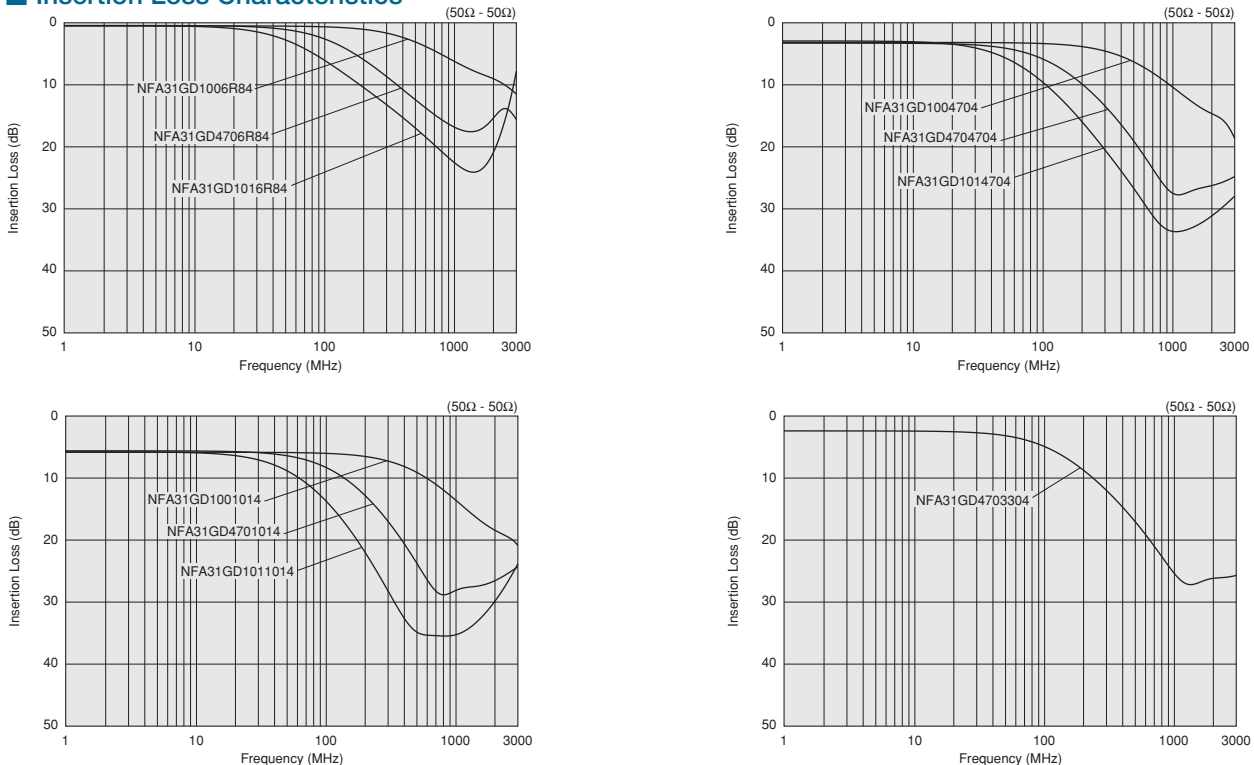 ■ Insertion Loss Characteristics
(50Ω - 50Ω)
0
10
20
30
40
50
Insertion Loss (dB)
NFA31GD1006R84
NFA31GD4706R84
NFA31GD1016R84
1 10 100 1000 3000
Frequency (MHz)
(50Ω - 50Ω)
0
10
20
30
40
50
Insertion Loss (dB)
NFA31GD1004704
NFA31GD4704704
NFA31GD1014704
1 10 100 1000 3000
Frequency (MHz)
(50Ω - 50Ω)
0
10
20
30
40
50
Insertion Loss (dB)
NFA31GD1001014
NFA31GD4701014
NFA31GD1011014
1 10 100 1000 3000
Frequency (MHz)
(50Ω - 50Ω)
0
10
20
30
40
50
Insertion Loss (dB)
NFA31GD4703304
1 10 100 1000 3000
Frequency (MHz)